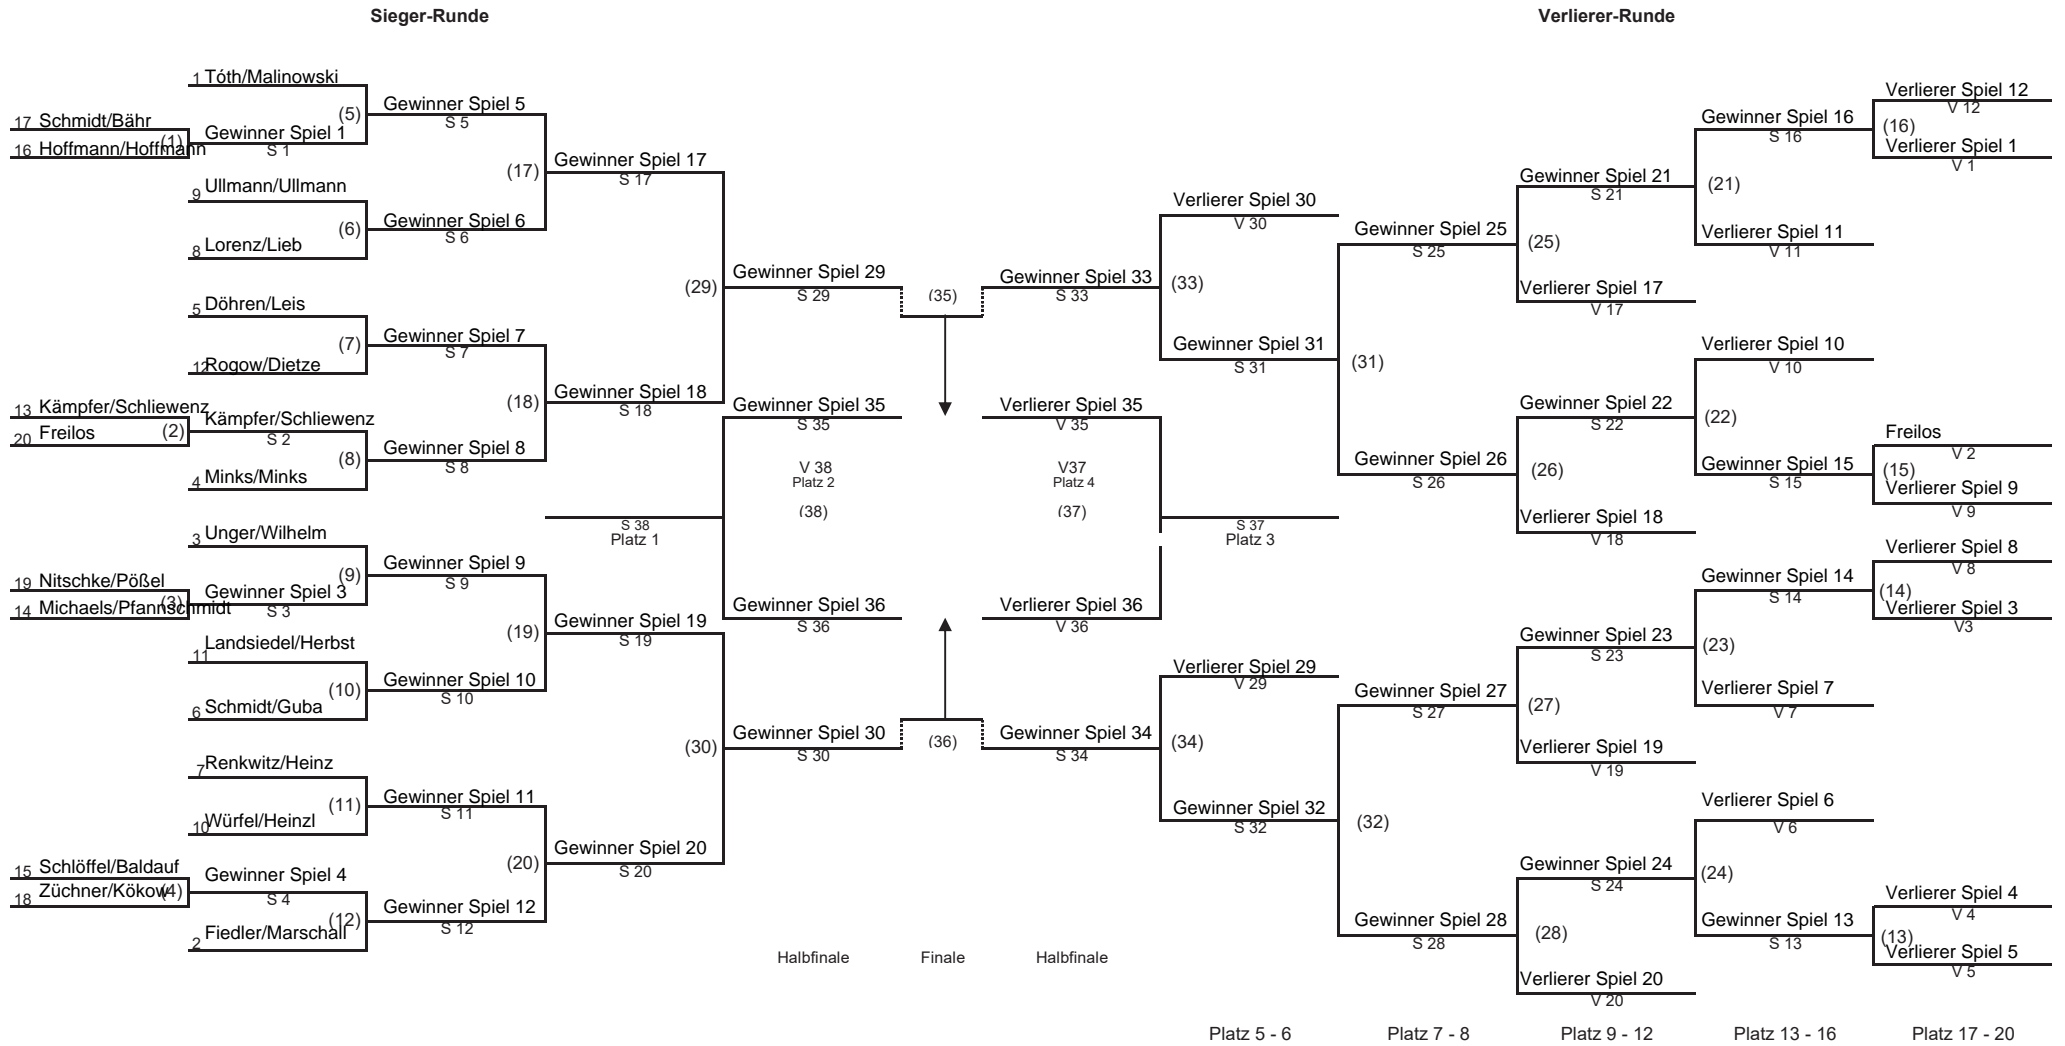 Sieger-Runde
Verlierer-Runde
1 Tóth/Malinowski
17 Schmidt/Bähr
16 Hoffmann/Hoffmann
(1)
Gewinner Spiel 1
S 1
(5)
Gewinner Spiel 5
S 5
9 Ullmann/Ullmann
8 Lorenz/Lieb
(6)
Gewinner Spiel 6
S 6
(17)
Gewinner Spiel 17
S 17
5 Döhren/Leis
12 Rogow/Dietze
(7)
Gewinner Spiel 7
S 7
13 Kämpfer/Schliewenz
20 Freilos
(2)
Kämpfer/Schliewenz
S 2
4 Minks/Minks
(8)
Gewinner Spiel 8
S 8
(18)
Gewinner Spiel 18
S 18
(29)
Gewinner Spiel 29
S 29
3 Unger/Wilhelm
19 Nitschke/Pößel
14 Michaels/Pfannschmidt
(3)
Gewinner Spiel 3
S 3
(9)
Gewinner Spiel 9
S 9
11 Landsiedel/Herbst
6 Schmidt/Guba
(10)
Gewinner Spiel 10
S 10
(19)
Gewinner Spiel 19
S 19
7 Renkwitz/Heinz
10 Würfel/Heinzl
(11)
Gewinner Spiel 11
S 11
15 Schlöffel/Baldauf
18 Züchner/Kökow
(4)
Gewinner Spiel 4
S 4
2 Fiedler/Marschall
(12)
Gewinner Spiel 12
S 12
(20)
Gewinner Spiel 20
S 20
(30)
Gewinner Spiel 30
S 30
(35)
Gewinner Spiel 35
S 35
V 38
Platz 2
(38)
S 38
Platz 1
Gewinner Spiel 36
S 36
(36)
Gewinner Spiel 33
S 33
Verlierer Spiel 35
V 35
V37
Platz 4
(37)
S 37
Platz 3
Verlierer Spiel 36
V 36
Gewinner Spiel 34
S 34
Verlierer Spiel 30
V 30
(33)
Gewinner Spiel 31
S 31
Verlierer Spiel 29
V 29
(34)
Gewinner Spiel 32
S 32
Gewinner Spiel 25
S 25
(31)
Gewinner Spiel 26
S 26
Gewinner Spiel 27
S 27
(32)
Gewinner Spiel 28
S 28
Gewinner Spiel 21
S 21
(25)
Verlierer Spiel 17
V 17
Gewinner Spiel 22
S 22
(26)
Verlierer Spiel 18
V 18
Gewinner Spiel 23
S 23
(27)
Verlierer Spiel 19
V 19
Gewinner Spiel 24
S 24
(28)
Verlierer Spiel 20
V 20
Gewinner Spiel 16
S 16
(21)
Verlierer Spiel 11
V 11
Verlierer Spiel 10
V 10
(22)
Gewinner Spiel 15
S 15
Gewinner Spiel 14
S 14
(23)
Verlierer Spiel 7
V 7
Verlierer Spiel 6
V 6
(24)
Gewinner Spiel 13
S 13
Verlierer Spiel 12
V 12
(16)
Verlierer Spiel 1
V 1
Freilos
V 2
(15)
Verlierer Spiel 9
V 9
Verlierer Spiel 8
V 8
(14)
Verlierer Spiel 3
V3
Verlierer Spiel 4
V 4
(13)
Verlierer Spiel 5
V 5
Halbfinale
Finale
Halbfinale
Platz 5 - 6
Platz 7 - 8
Platz 9 - 12
Platz 13 - 16
Platz 17 - 20